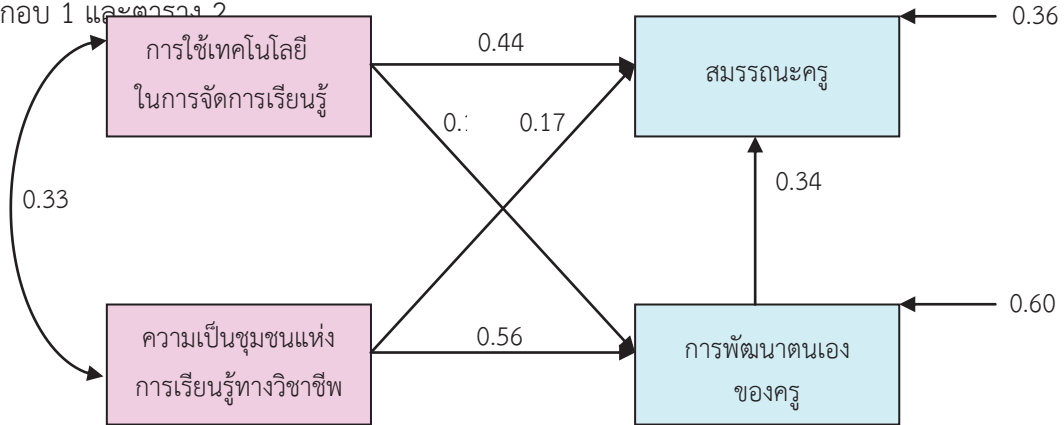 กอบ 1 และตาราง 2
การใช้เทคโนโลยี
ในการจัดการเรียนรู้
0.44
สมรรถนะครู
0.36
0.17
0.33
0.34
ความเป็นชุมชนแห่ง
การเรียนรู้ทางวิชาชีพ
0.56
การพัฒนาตนเอง
ของครู
0.60